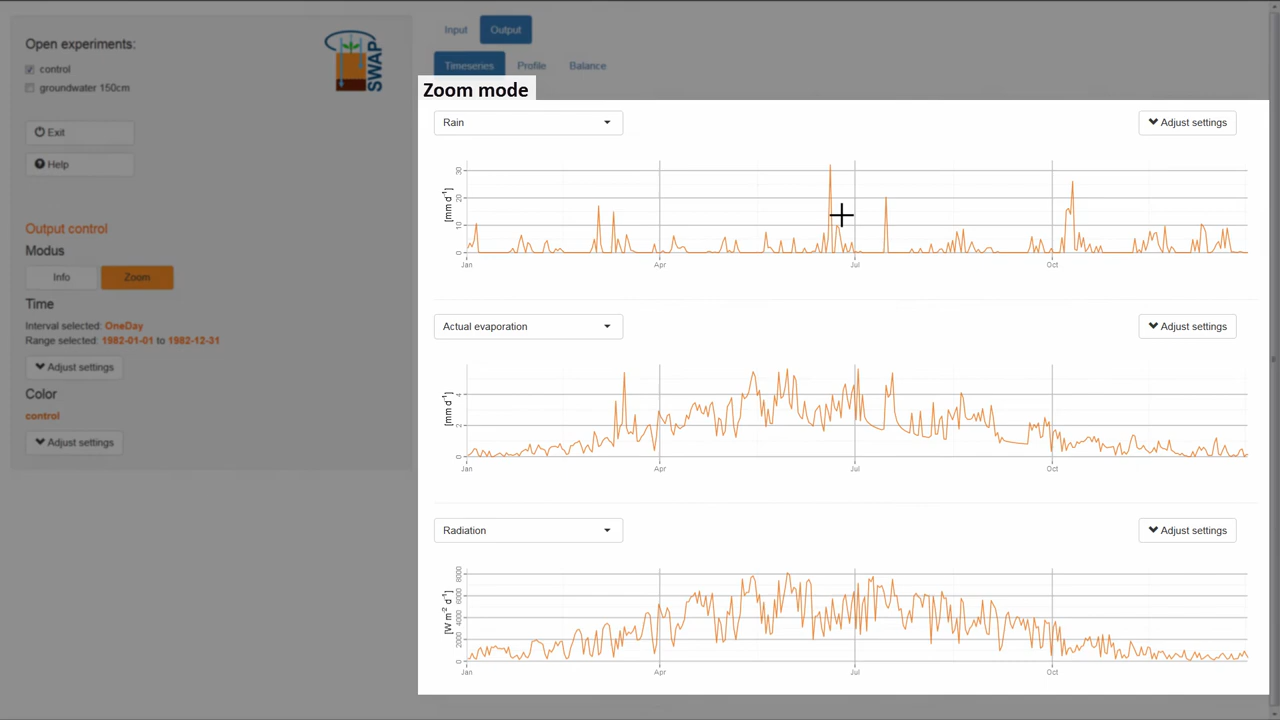 Open experiments:
control
groundwater 150cm
SWAP
Exit
Help
Output control
Modus
Info Zoom
Time
Interval selected: OneDay
Range selected: 1982-01-01 to 1982-12-31
Adjust settings
Color
control
Adjust settings
Input Output
Timeseries Profile Balance
Zoom mode
Rain Adjust settings
[mm d-1]
30
20
10
0
Jan Apr Jul Oct
Actual evaporation Adjust settings
[mm d-1]
4
2
0
Jan Apr Jul Oct
Radiation Adjust settings
[W m-2 d-1]
8000
6000
4000
2000
0
Jan Apr Jul Oct